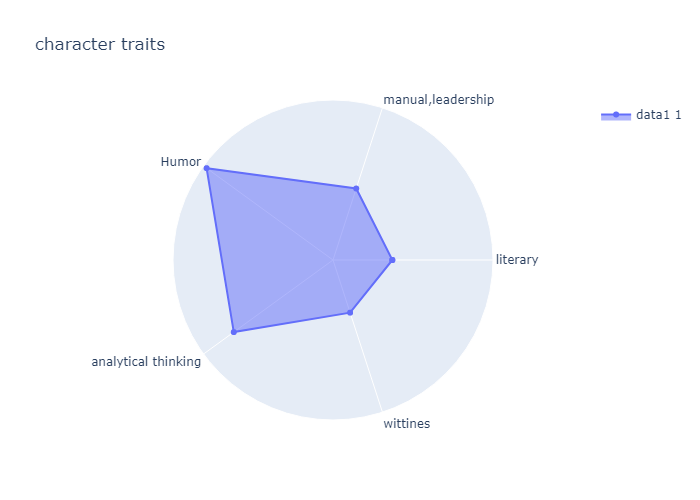 character traits
manual,leadership
data1 1
Humor
literary
analytical thinking
wittines